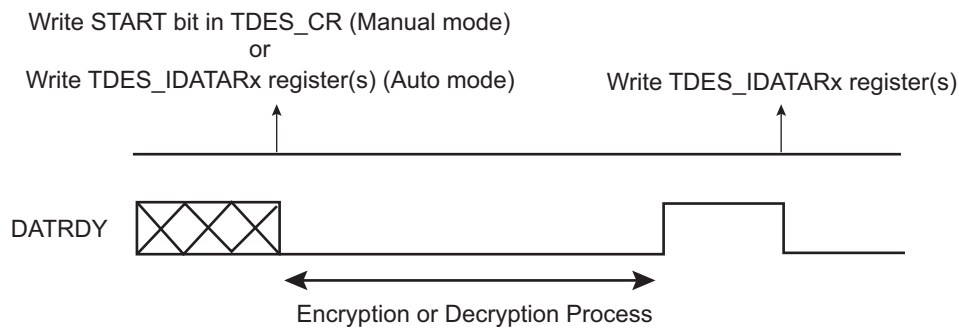 Write START bit in TDES_CR (Manual mode)
or
Write TDES_IDATARx register(s) (Auto mode)
Write TDES_IDATARx register(s)
DATRDY
Encryption or Decryption Process